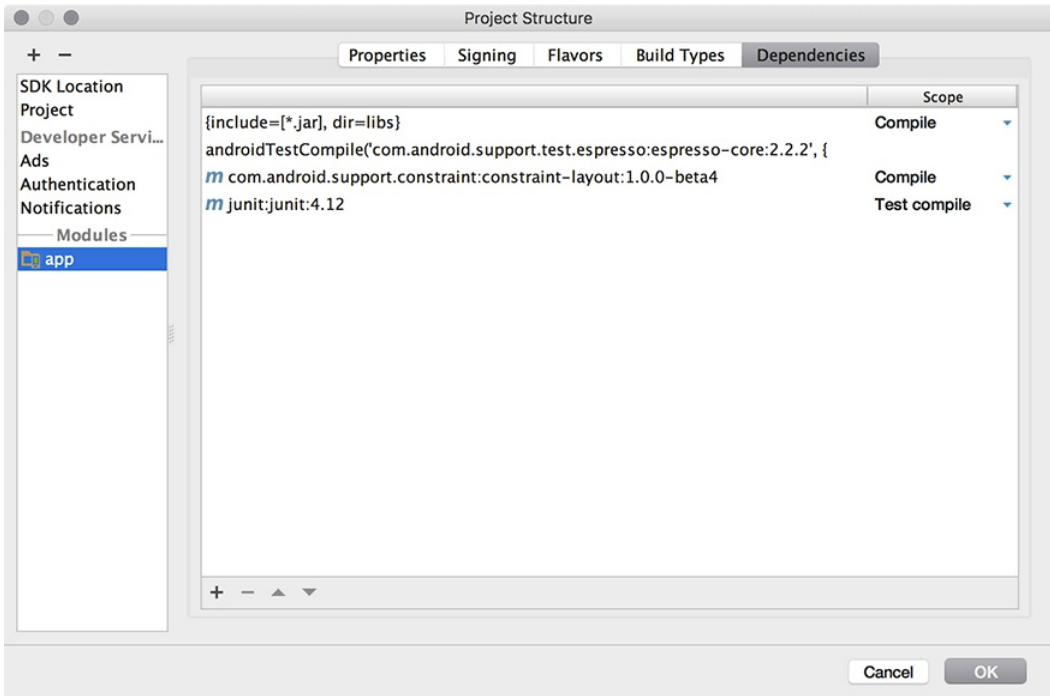 Project Structure
+ −
Properties Signing Flavors Build Types Dependencies
SDK Location
Project
Developer Servi...
Ads
Authentication
Notifications
Modules
app
Scope
{include=[*.jar], dir=libs} Compile
androidTestCompile('com.android.support.test.espresso:espresso-core:2.2.2', {
m com.android.support.constraint:constraint-layout:1.0.0-beta4 Compile
m junit:junit:4.12 Test compile
+ −
Cancel OK